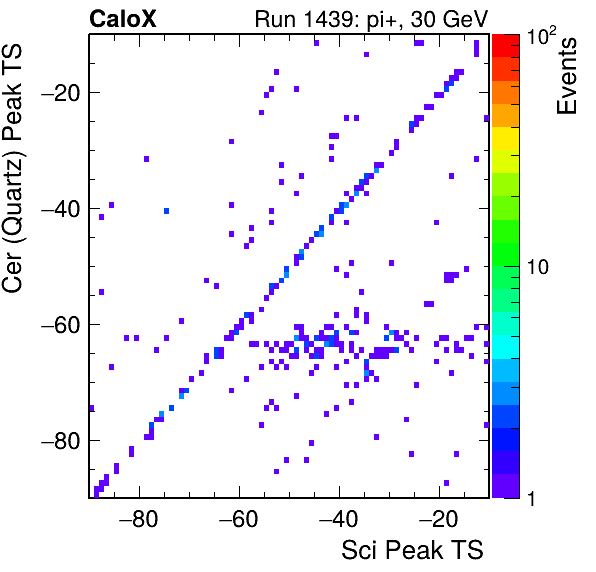 CaloX Run 1439: pi+, 30 GeV
Cer (Quartz) Peak TS
−20
−40
−60
−80
−80 −60 −40 −20
Sci Peak TS
10²
10
1
Events